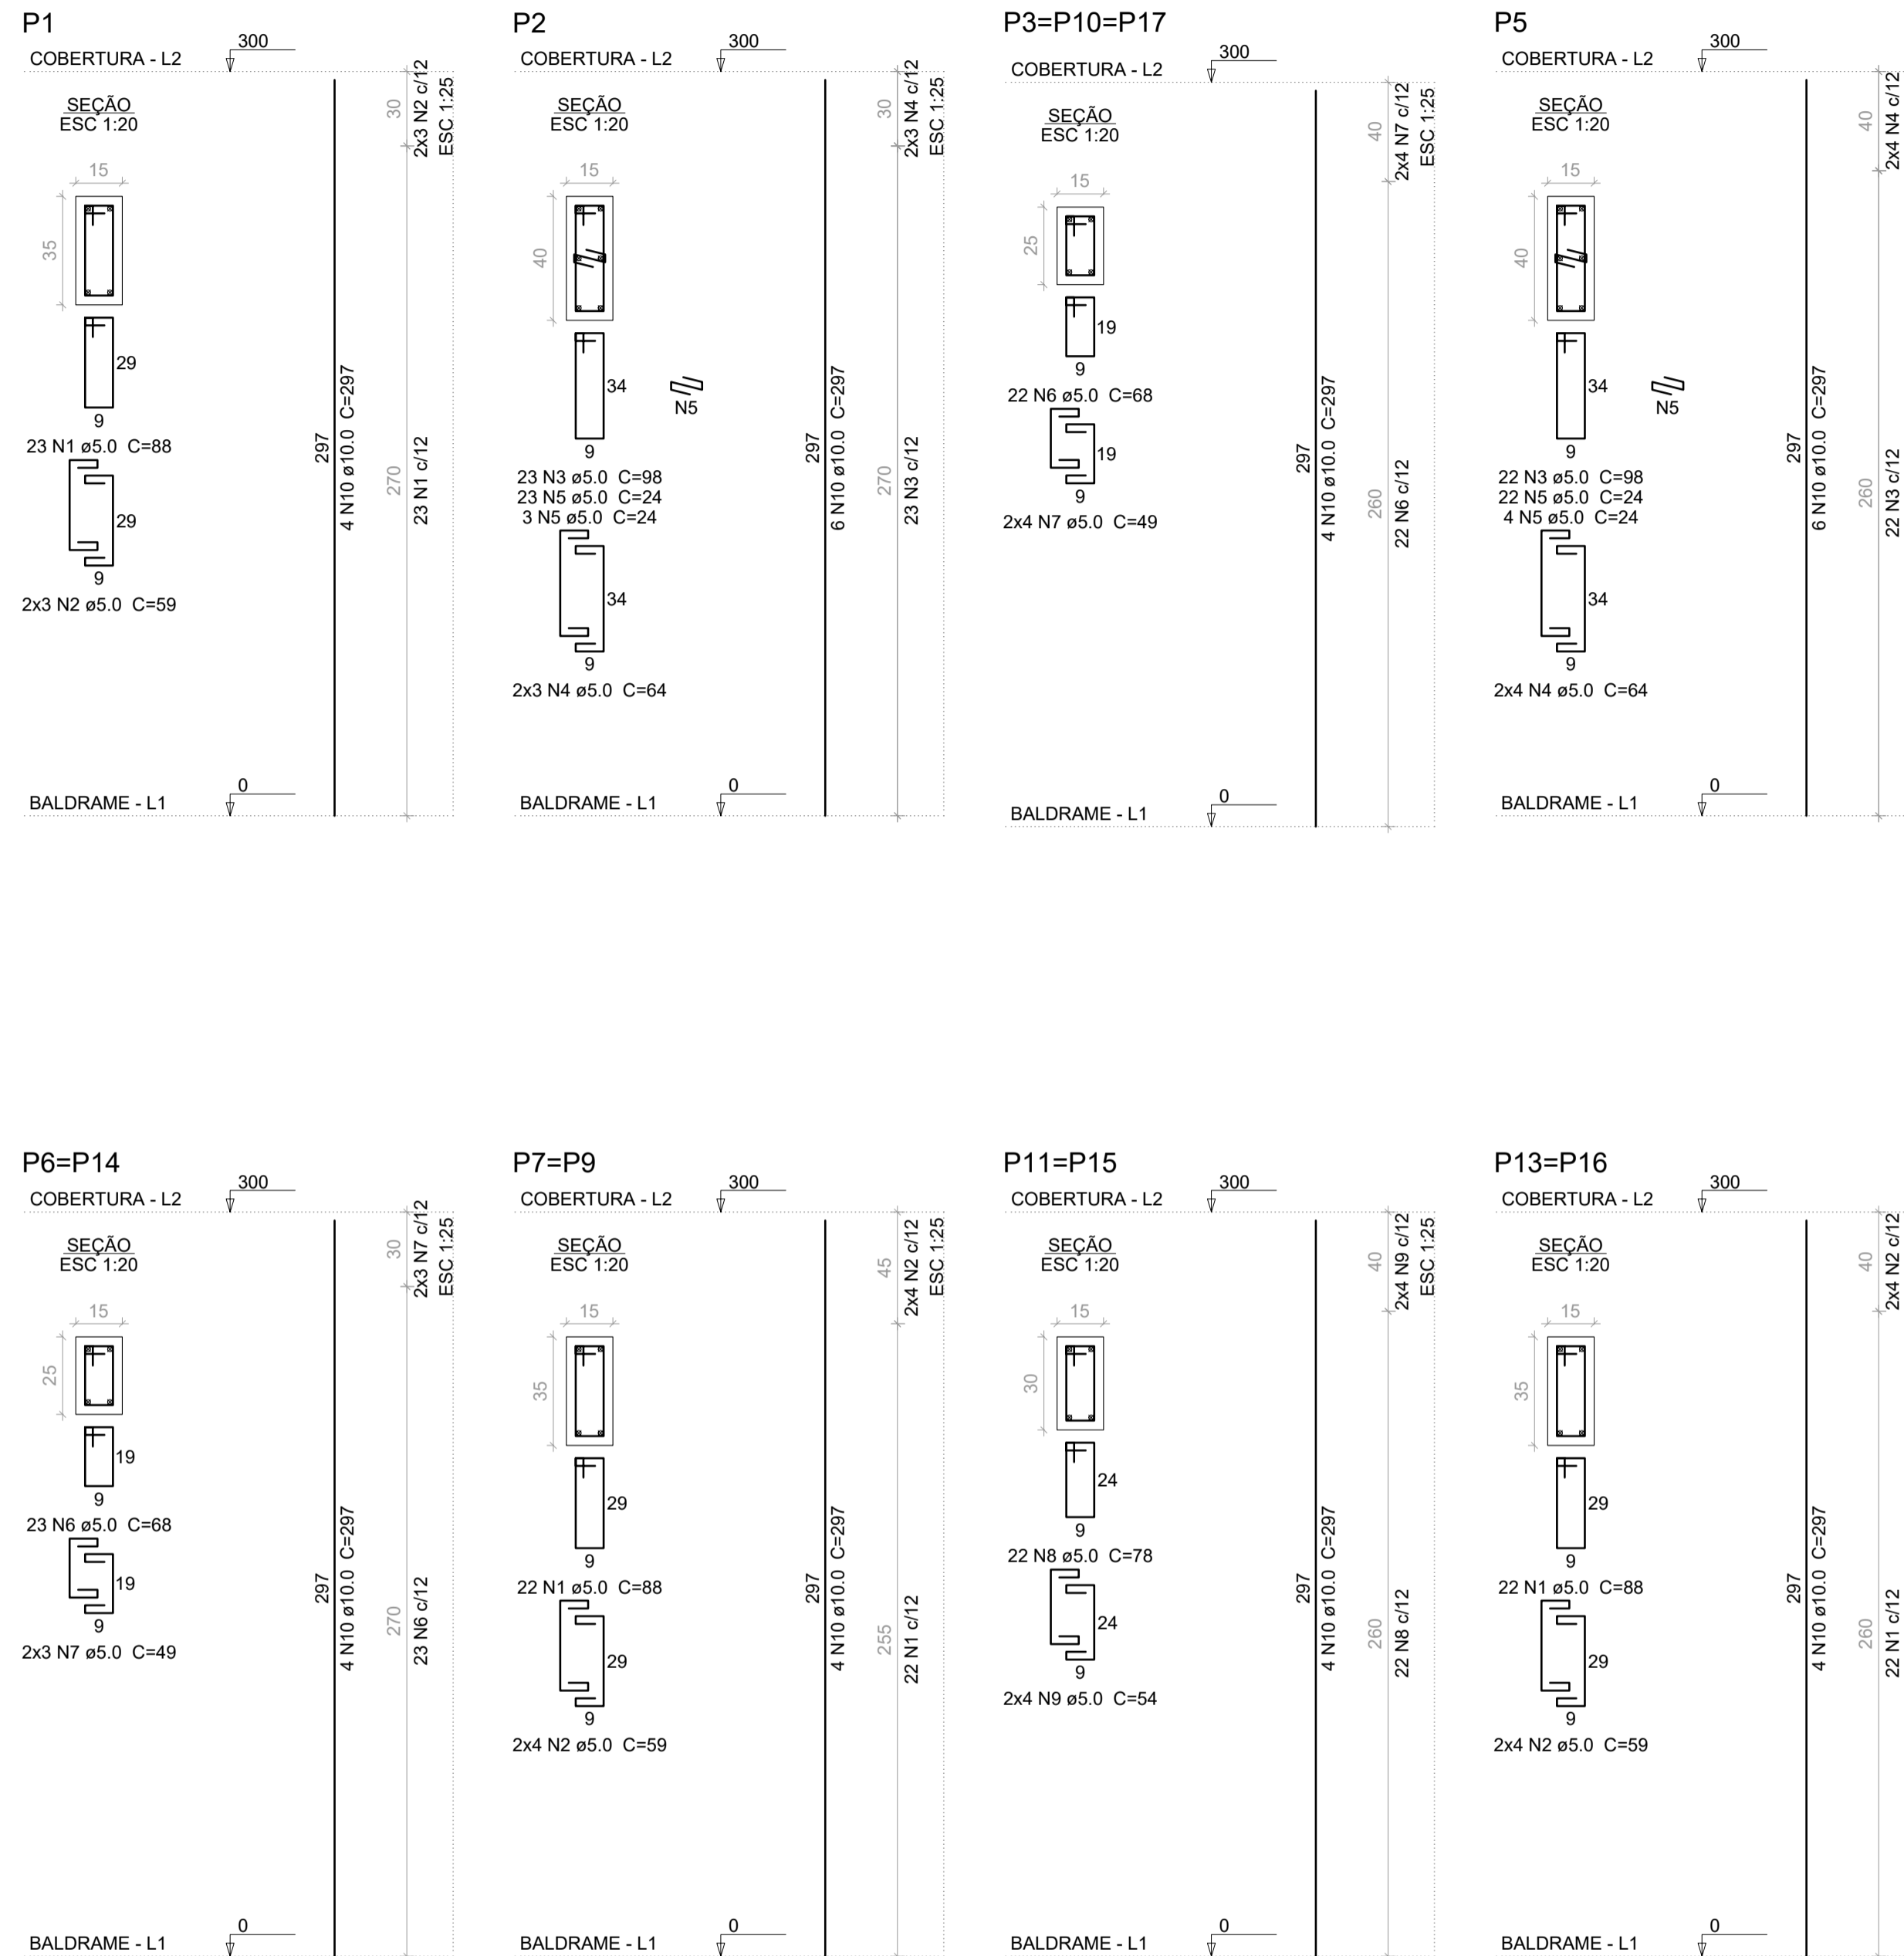 P1
COBERTURA - L2
300
SEÇÃO
ESC 1:20
15
35
29
9
23 N1 ø5.0 C=88
29
9
2x3 N2 ø5.0 C=59
297
4 N10 ø10.0 C=297
30
2x3 N2 c/12
ESC 1:25
270
23 N1 c/12
BALDRAME - L1
0
P2
COBERTURA - L2
300
SEÇÃO
ESC 1:20
15
40
34
9
N5
23 N3 ø5.0 C=98
23 N5 ø5.0 C=24
3 N5 ø5.0 C=24
34
9
2x3 N4 ø5.0 C=64
297
6 N10 ø10.0 C=297
30
2x3 N4 c/12
ESC 1:25
270
23 N3 c/12
BALDRAME - L1
0
P3=P10=P17
COBERTURA - L2
300
SEÇÃO
ESC 1:20
15
25
19
9
22 N6 ø5.0 C=68
19
9
2x4 N7 ø5.0 C=49
297
4 N10 ø10.0 C=297
40
2x4 N7 c/12
ESC 1:25
260
22 N6 c/12
BALDRAME - L1
0
P5
COBERTURA - L2
300
SEÇÃO
ESC 1:20
15
40
34
9
N5
22 N3 ø5.0 C=98
22 N5 ø5.0 C=24
4 N5 ø5.0 C=24
34
9
2x4 N4 ø5.0 C=64
297
6 N10 ø10.0 C=297
40
2x4 N4 c/12
260
22 N3 c/12
BALDRAME - L1
0
P6=P14
COBERTURA - L2
300
SEÇÃO
ESC 1:20
15
25
19
9
23 N6 ø5.0 C=68
19
9
2x3 N7 ø5.0 C=49
297
4 N10 ø10.0 C=297
30
2x3 N7 c/12
ESC 1:25
270
23 N6 c/12
BALDRAME - L1
0
P7=P9
COBERTURA - L2
300
SEÇÃO
ESC 1:20
15
35
29
9
22 N1 ø5.0 C=88
29
9
2x4 N2 ø5.0 C=59
297
4 N10 ø10.0 C=297
45
2x4 N2 c/12
ESC 1:25
255
22 N1 c/12
BALDRAME - L1
0
P11=P15
COBERTURA - L2
300
SEÇÃO
ESC 1:20
15
30
24
9
22 N8 ø5.0 C=78
24
9
2x4 N9 ø5.0 C=54
297
4 N10 ø10.0 C=297
40
2x4 N9 c/12
ESC 1:25
260
22 N8 c/12
BALDRAME - L1
0
P13=P16
COBERTURA - L2
300
SEÇÃO
ESC 1:20
15
35
29
9
22 N1 ø5.0 C=88
29
9
2x4 N2 ø5.0 C=59
297
4 N10 ø10.0 C=297
40
2x4 N2 c/12
260
22 N1 c/12
BALDRAME - L1
0